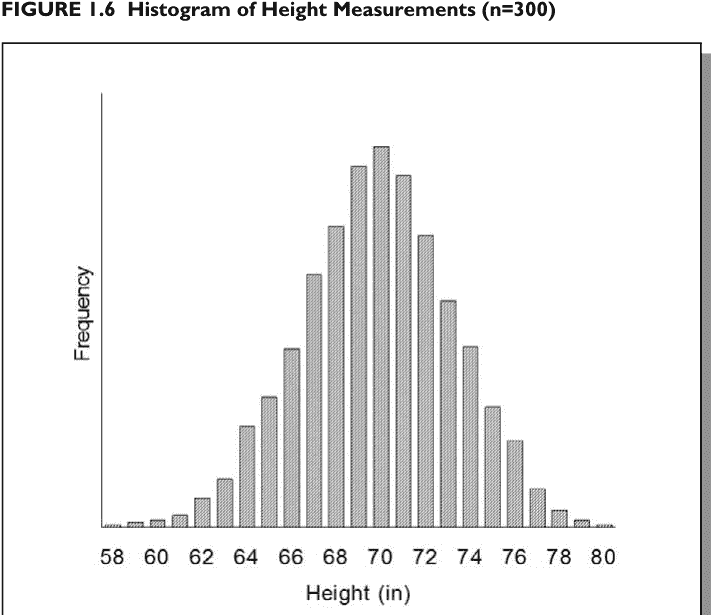 FIGURE 1.6 Histogram of Height Measurements (n=300)
Frequency
58 60 62 64 66 68 70 72 74 76 78 80
Height (in)